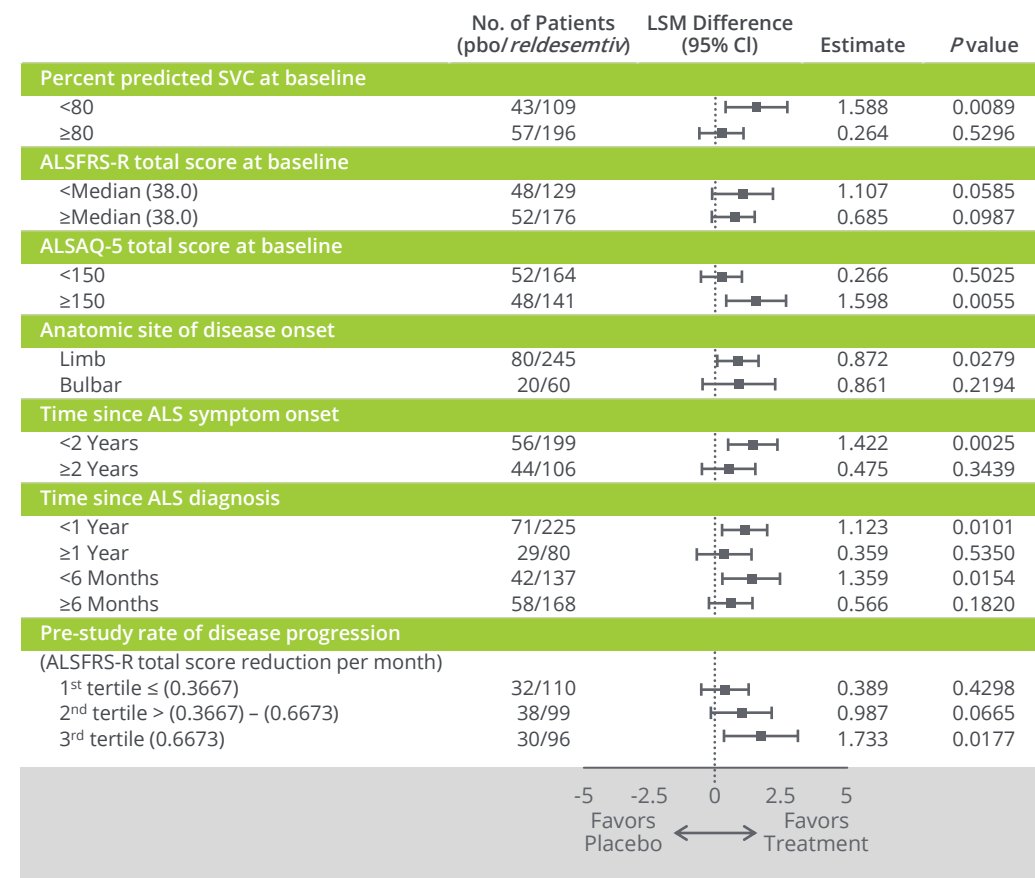 No. of Patients LSM Difference
(pbo/reldesemtiv) (95% CI) Estimate P value
Percent predicted SVC at baseline
<80 43/109 1.588 0.0089
≥80 57/196 0.264 0.5296
ALSFRS-R total score at baseline
<Median (38.0) 48/129 1.107 0.0585
≥Median (38.0) 52/176 0.685 0.0987
ALSAQ-5 total score at baseline
<150 52/164 0.266 0.5025
≥150 48/141 1.598 0.0055
Anatomic site of disease onset
Limb 80/245 0.872 0.0279
Bulbar 20/60 0.861 0.2194
Time since ALS symptom onset
<2 Years 56/199 1.422 0.0025
≥2 Years 44/106 0.475 0.3439
Time since ALS diagnosis
<1 Year 71/225 1.123 0.0101
≥1 Year 29/80 0.359 0.5350
<6 Months 42/137 1.359 0.0154
≥6 Months 58/168 0.566 0.1820
Pre-study rate of disease progression
(ALSFRS-R total score reduction per month)
1st tertile ≤ (0.3667) 32/110 0.389 0.4298
2nd tertile > (0.3667) – (0.6673) 38/99 0.987 0.0665
3rd tertile (0.6673) 30/96 1.733 0.0177
-5 -2.5 0 2.5 5
Favors Favors
Placebo Treatment